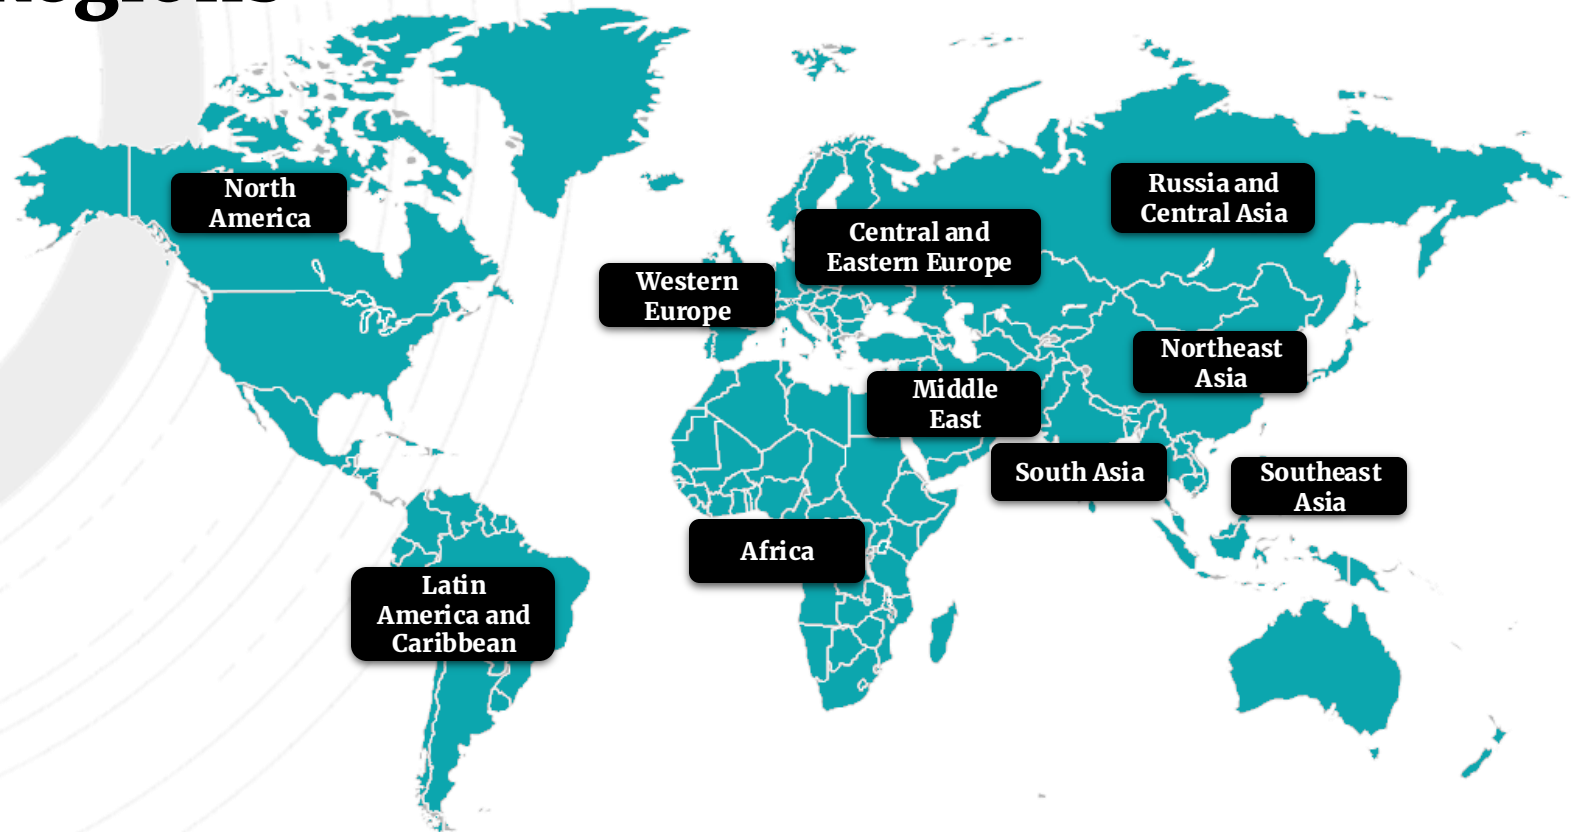 North
America
Russia and
Central Asia
Central and
Eastern Europe
Western
Europe
Northeast
Asia
Middle
East
South Asia
Southeast
Asia
Africa
Latin
America and
Caribbean